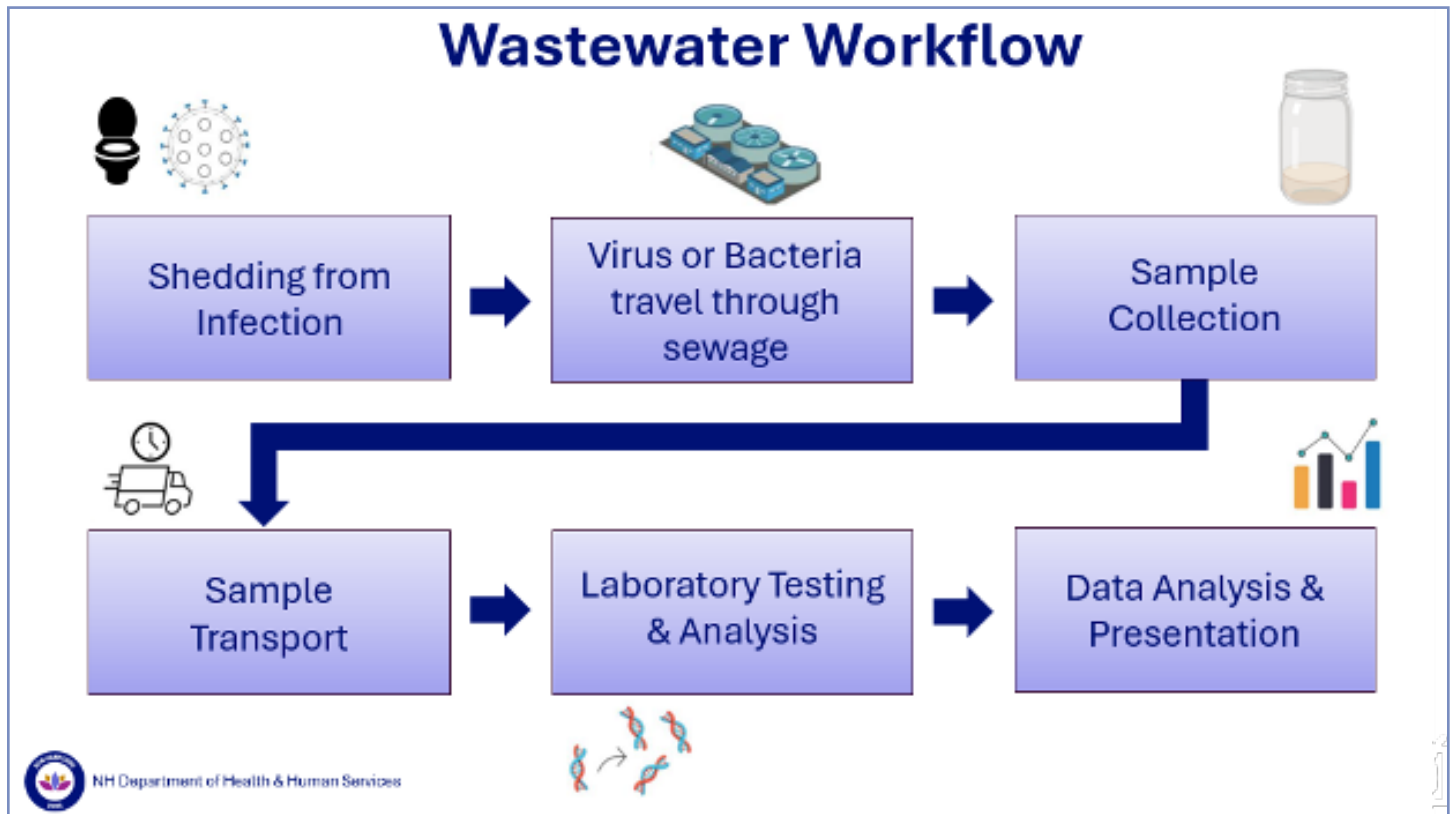 Wastewater Workflow
Shedding from
Infection
Virus or Bacteria
travel through
sewage
Sample
Collection
Sample
Transport
Laboratory Testing
& Analysis
Data Analysis &
Presentation
NH Department of Health & Human Services